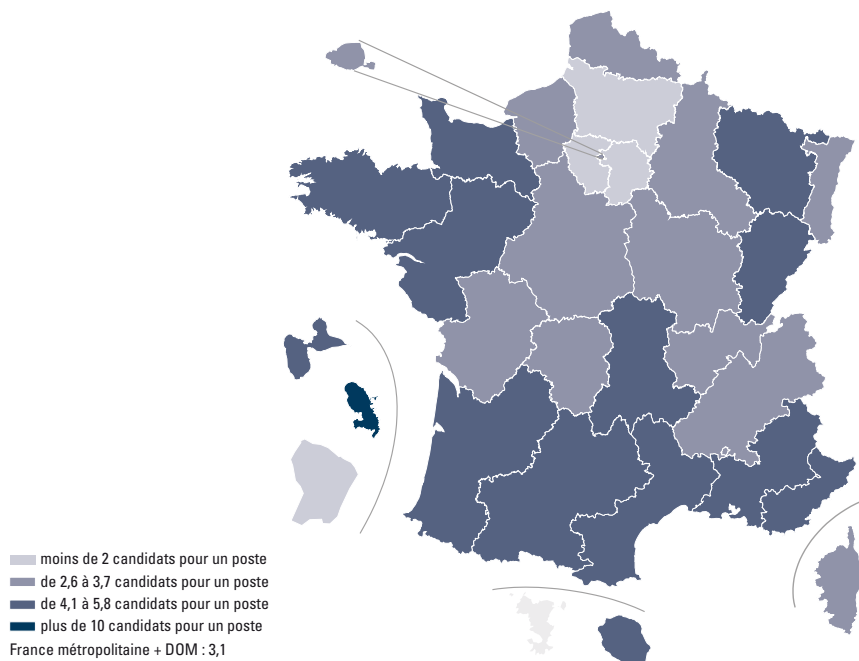 moins de 2 candidats pour un poste
de 2,6 à 3,7 candidats pour un poste
de 4,1 à 5,8 candidats pour un poste
plus de 10 candidats pour un poste
France métropolitaine + DOM : 3,1